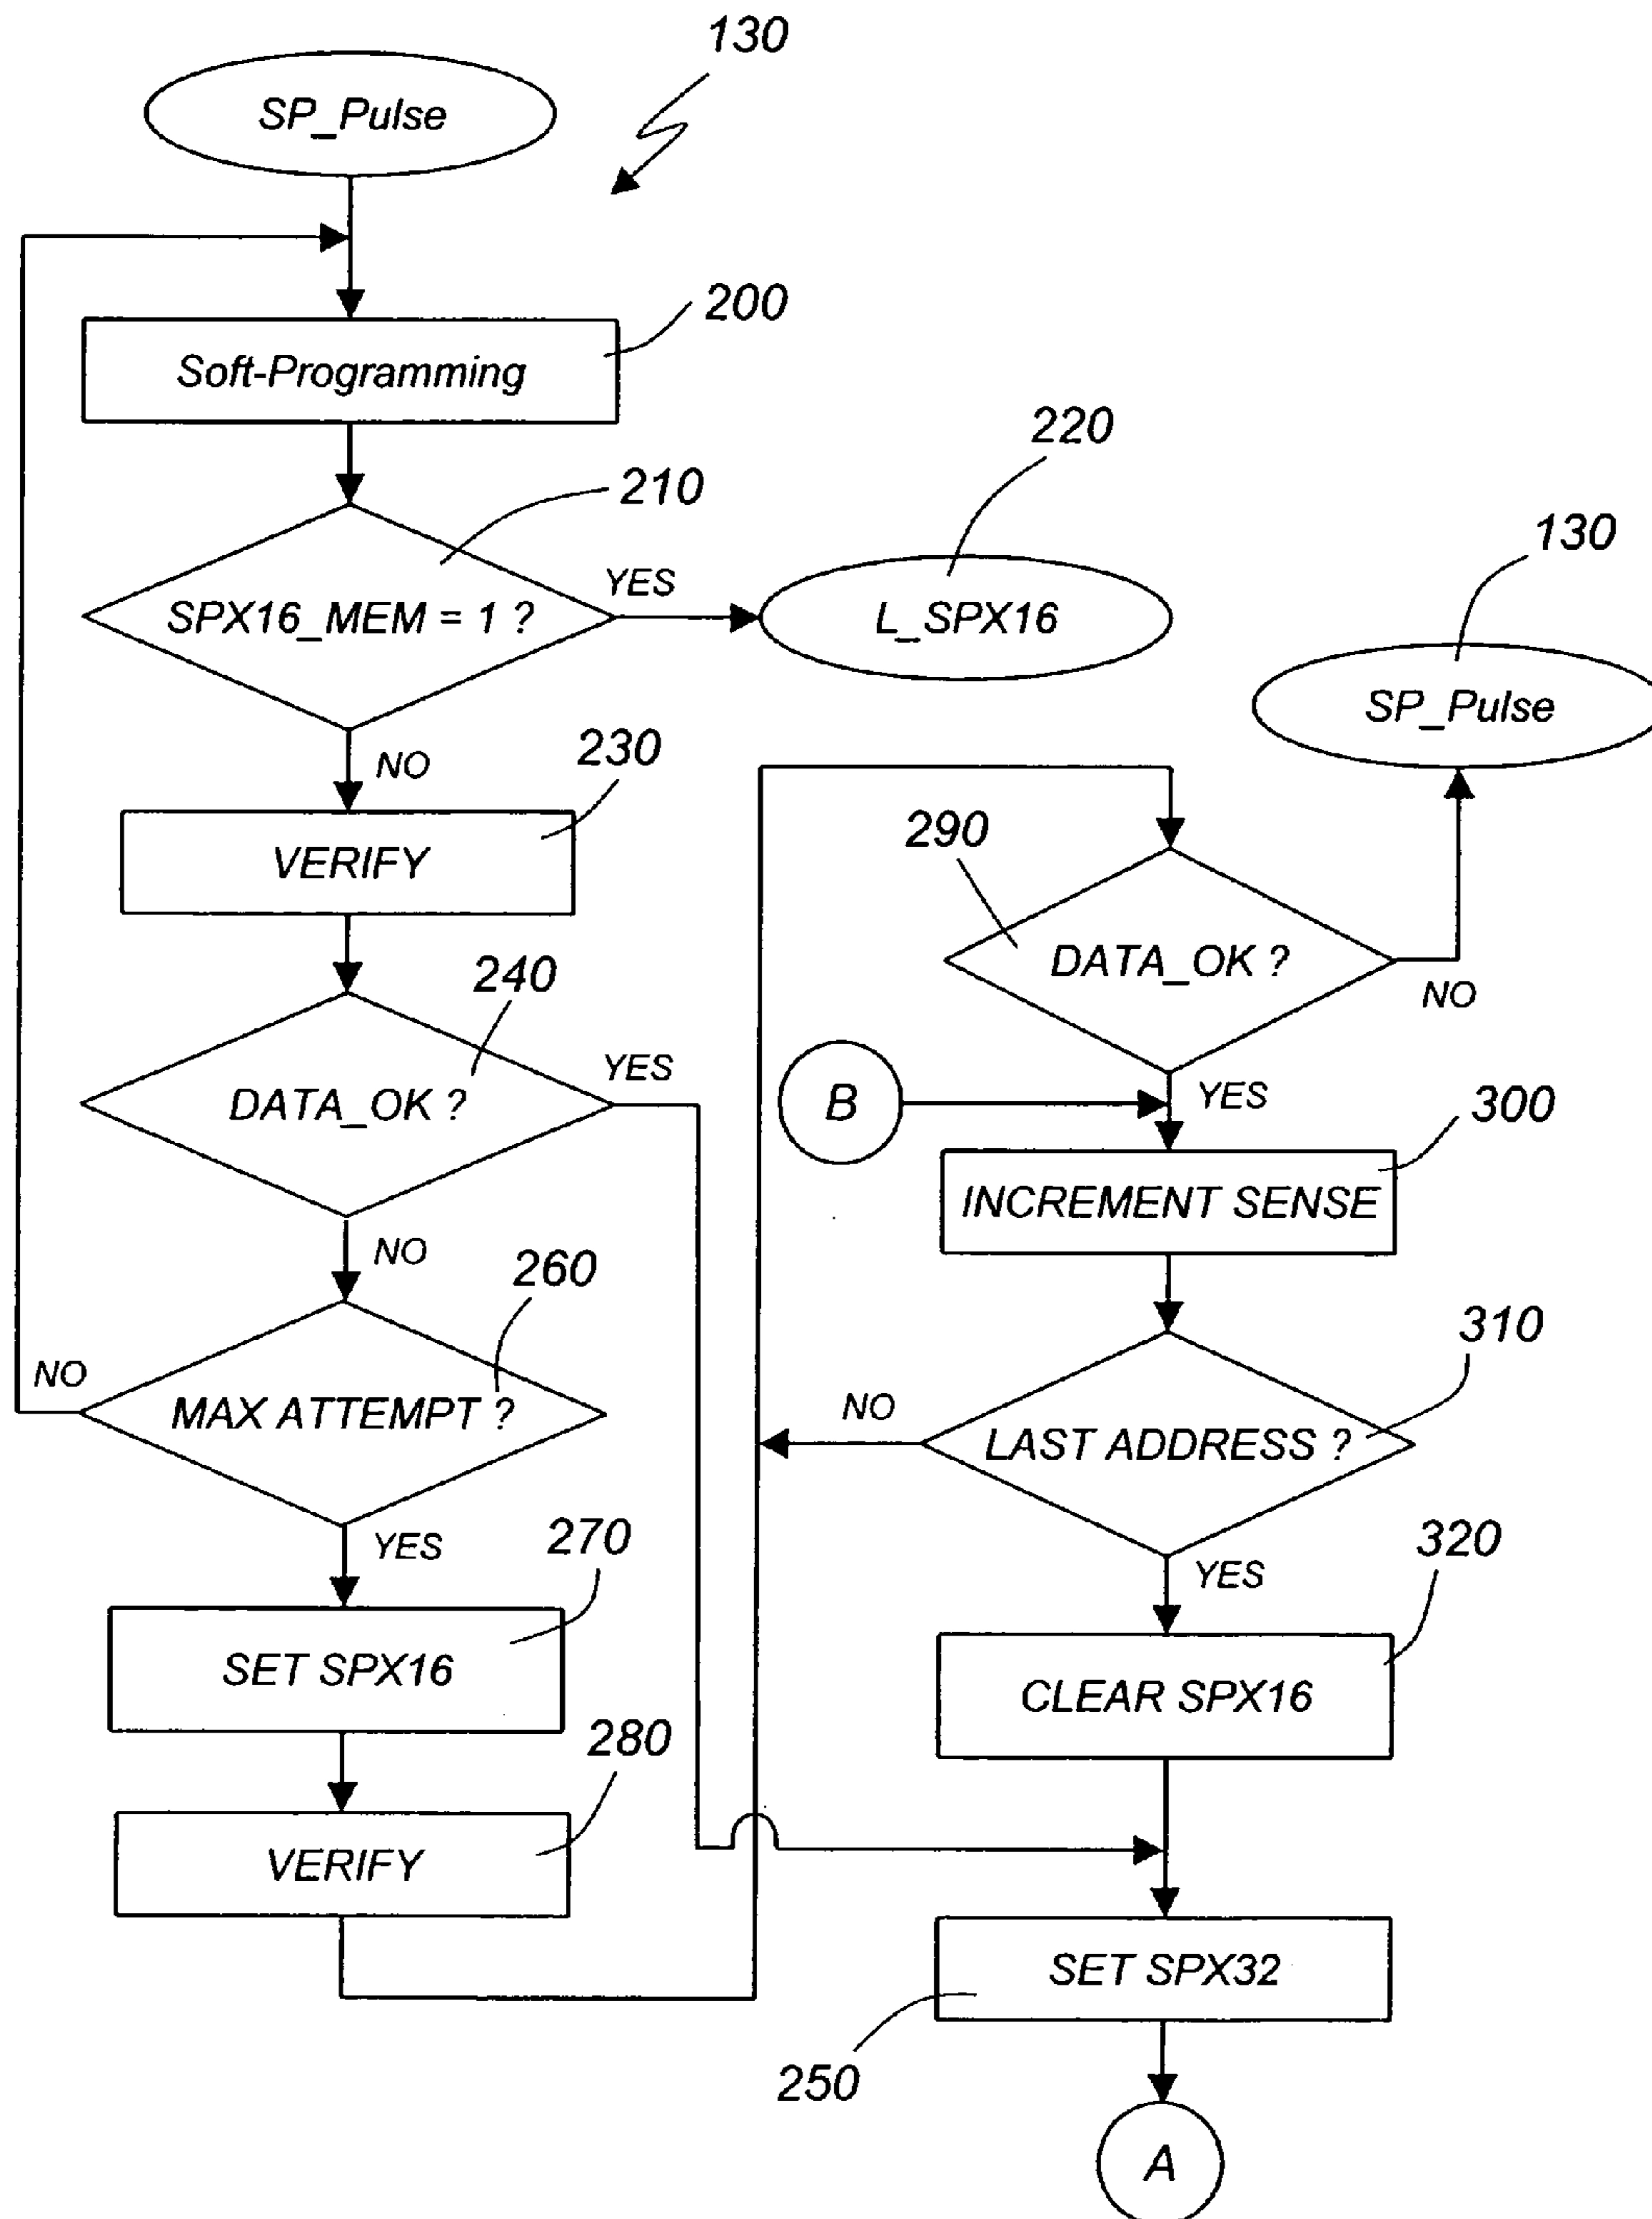 130
SP_Pulse
200
Soft-Programming
210
220
SPX16_MEM = 1 ?
YES
L_SPX16
130
SP_Pulse
NO
230
VERIFY
290
DATA_OK ?
NO
240
DATA_OK ?
YES
B
YES
300
INCREMENT SENSE
NO
260
MAX ATTEMPT ?
NO
310
LAST ADDRESS ?
NO
YES
270
SET SPX16
YES
320
CLEAR SPX16
280
VERIFY
SET SPX32
250
A